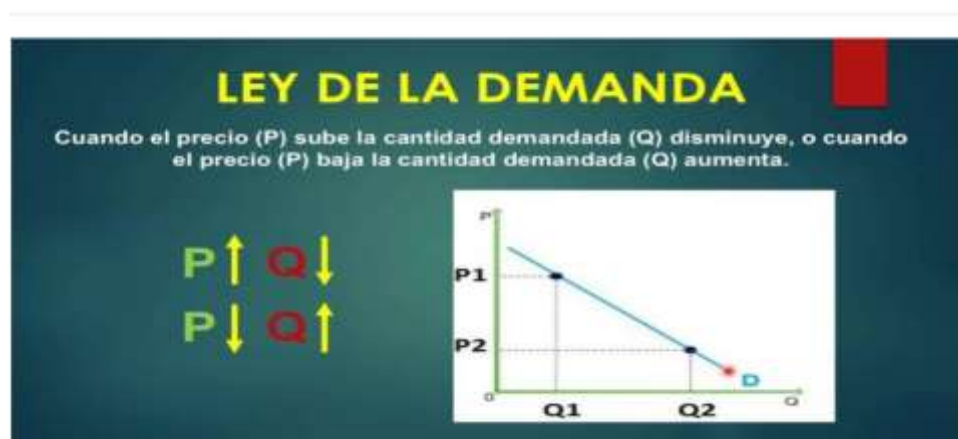 LEY DE LA DEMANDA
Cuando el precio (P) sube la cantidad demandada (Q) disminuye, o cuando
el precio (P) baja la cantidad demandada (Q) aumenta.
P Q
P Q
P
P1
P2
D
0
Q
Q1 Q2